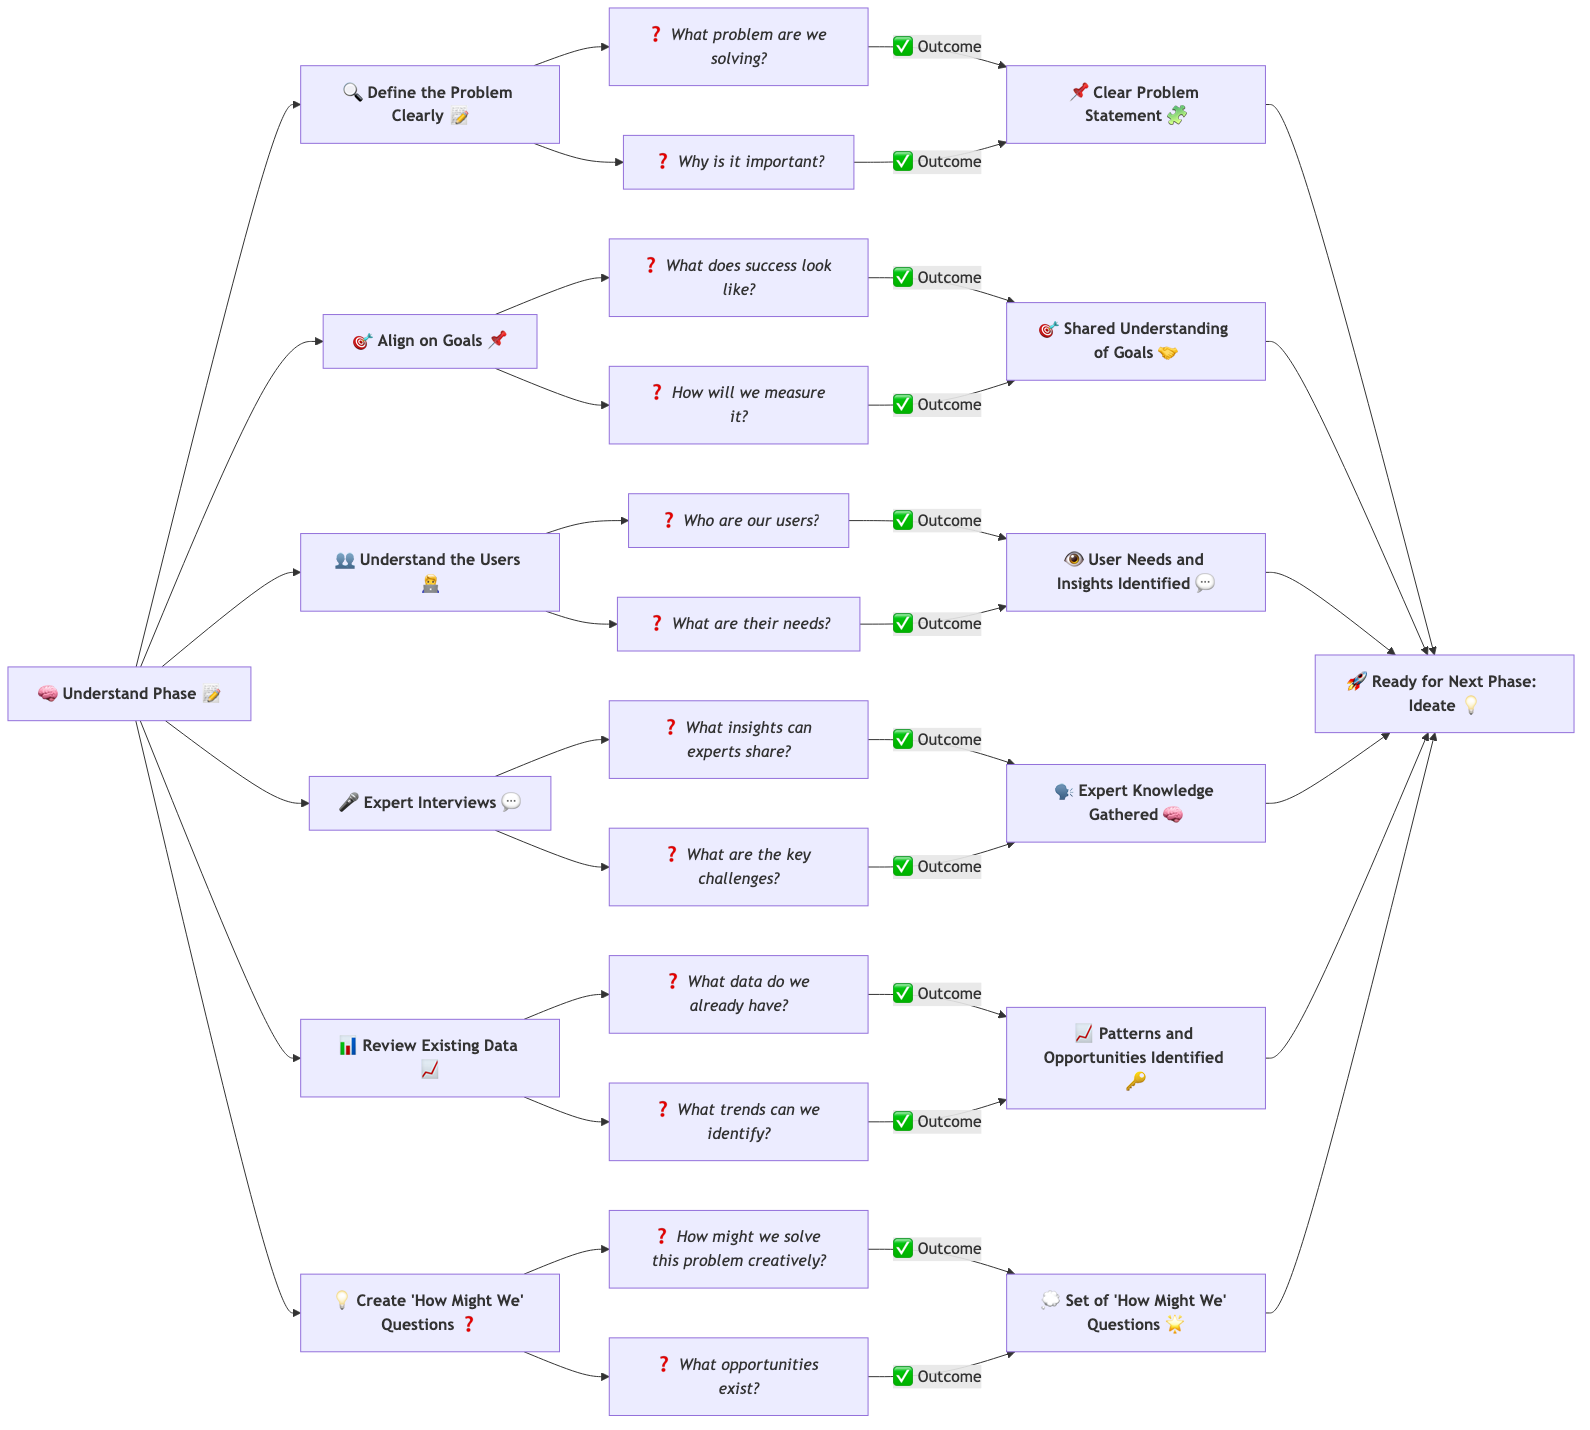 🧠 Understand Phase 📝
🔍 Define the Problem
Clearly 📝
❓ What problem are we
solving?
✅ Outcome
❓ Why is it important?
✅ Outcome
📌 Clear Problem
Statement 🧩
🎯 Align on Goals 📌
❓ What does success look
like?
✅ Outcome
❓ How will we measure
it?
✅ Outcome
🎯 Shared Understanding
of Goals 🤝
👥 Understand the Users
🧑‍💻
❓ Who are our users?
✅ Outcome
❓ What are their needs?
✅ Outcome
👁️ User Needs and
Insights Identified 💬
🎤 Expert Interviews 💬
❓ What insights can
experts share?
✅ Outcome
❓ What are the key
challenges?
✅ Outcome
🗣️ Expert Knowledge
Gathered 🧠
📊 Review Existing Data
📈
❓ What data do we
already have?
✅ Outcome
❓ What trends can we
identify?
✅ Outcome
📈 Patterns and
Opportunities Identified
🔑
💡 Create 'How Might We'
Questions ❓
❓ How might we solve
this problem creatively?
✅ Outcome
❓ What opportunities
exist?
✅ Outcome
💭 Set of 'How Might We'
Questions 🌟
🚀 Ready for Next Phase:
Ideate 💡